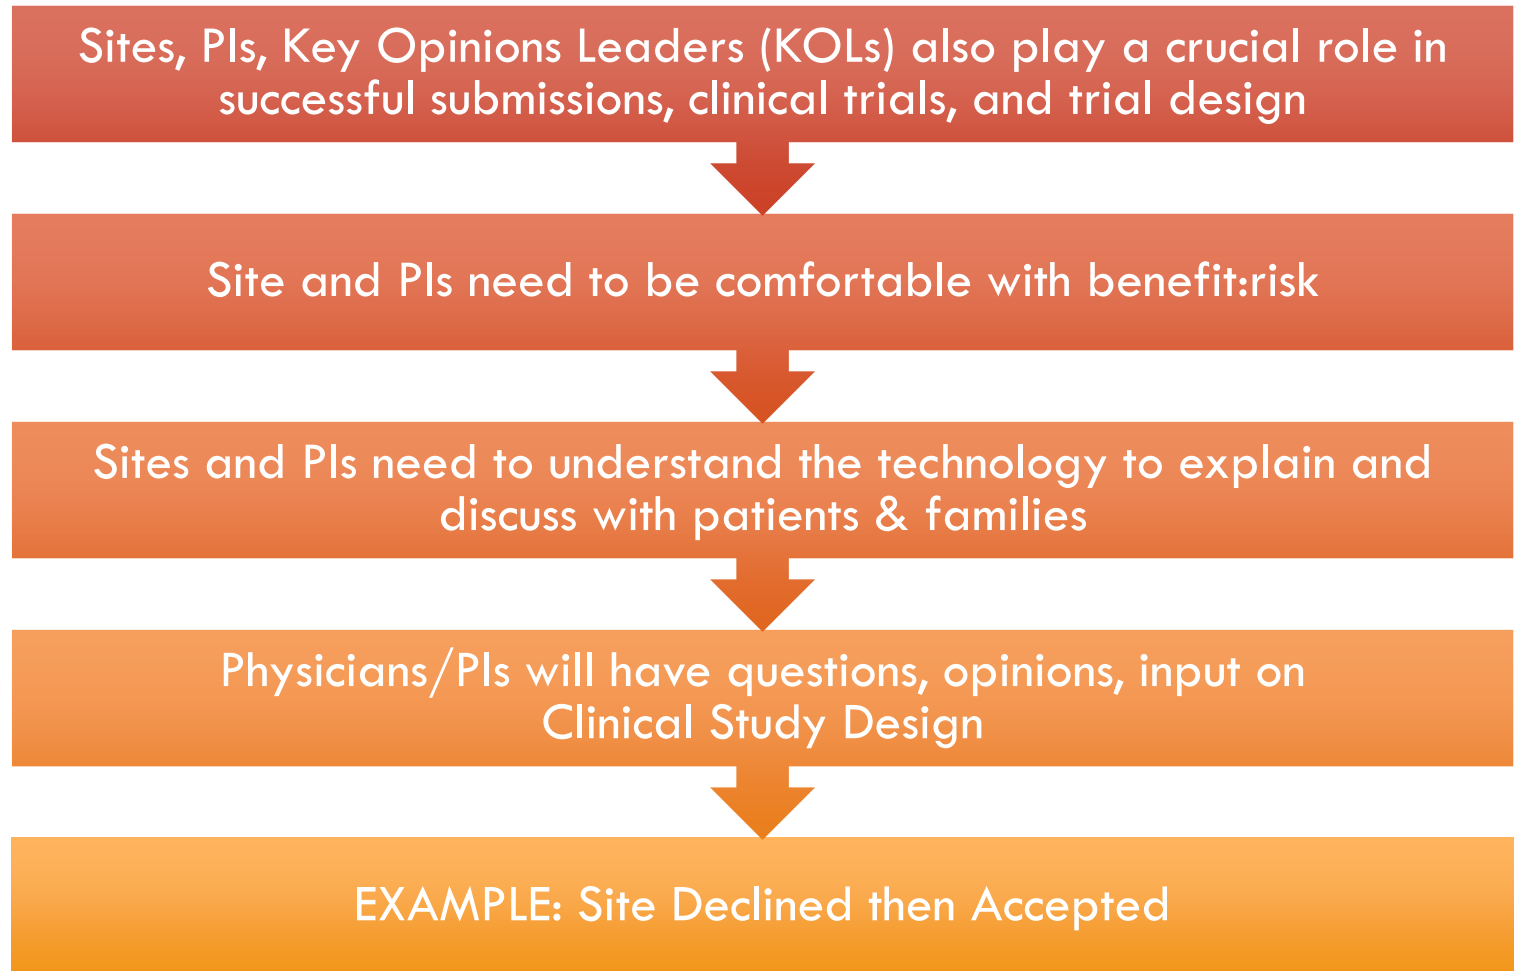 Sites, PIs, Key Opinions Leaders (KOLs) also play a crucial role in
successful submissions, clinical trials, and trial design
Site and PIs need to be comfortable with benefit:risk
Sites and PIs need to understand the technology to explain and
discuss with patients & families
Physicians/PIs will have questions, opinions, input on
Clinical Study Design
EXAMPLE: Site Declined then Accepted